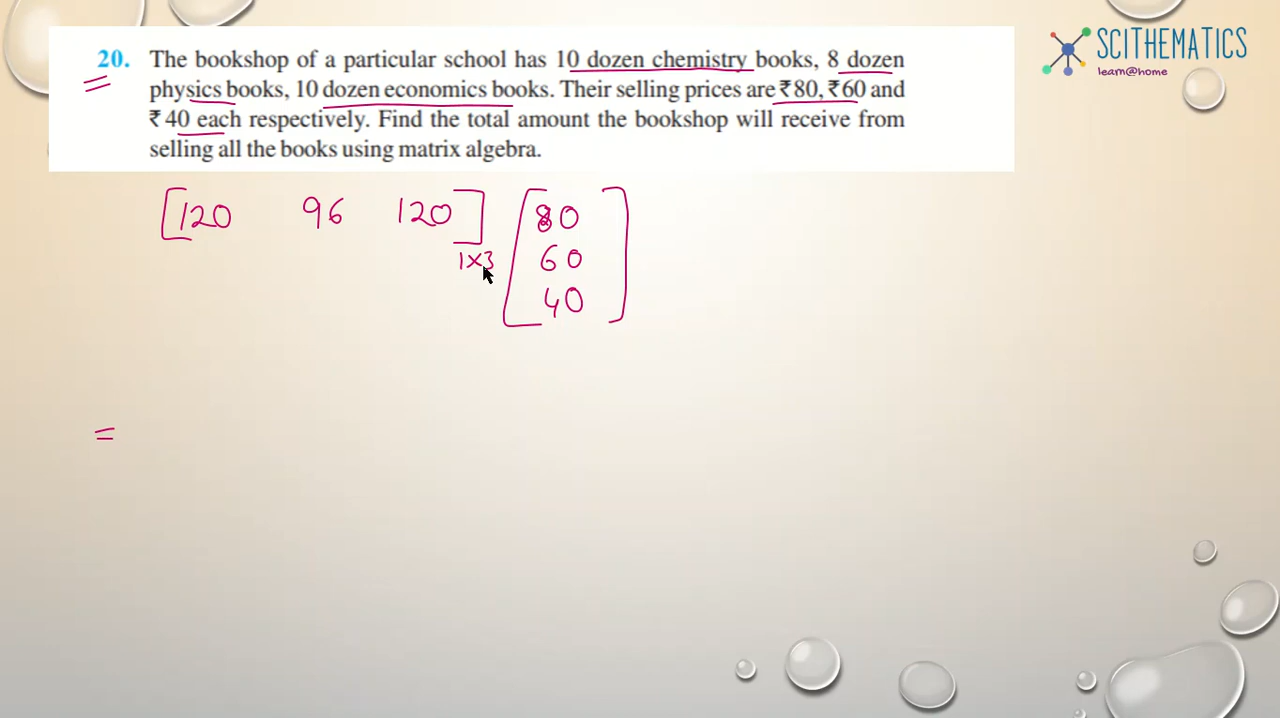 20. The bookshop of a particular school has 10 dozen chemistry books, 8 dozen
physics books, 10 dozen economics books. Their selling prices are ₹80, ₹60 and
₹40 each respectively. Find the total amount the bookshop will receive from
selling all the books using matrix algebra.
SCITHEMATICS
learn@home
[120 96 120] [80
1×3 60
40]
=